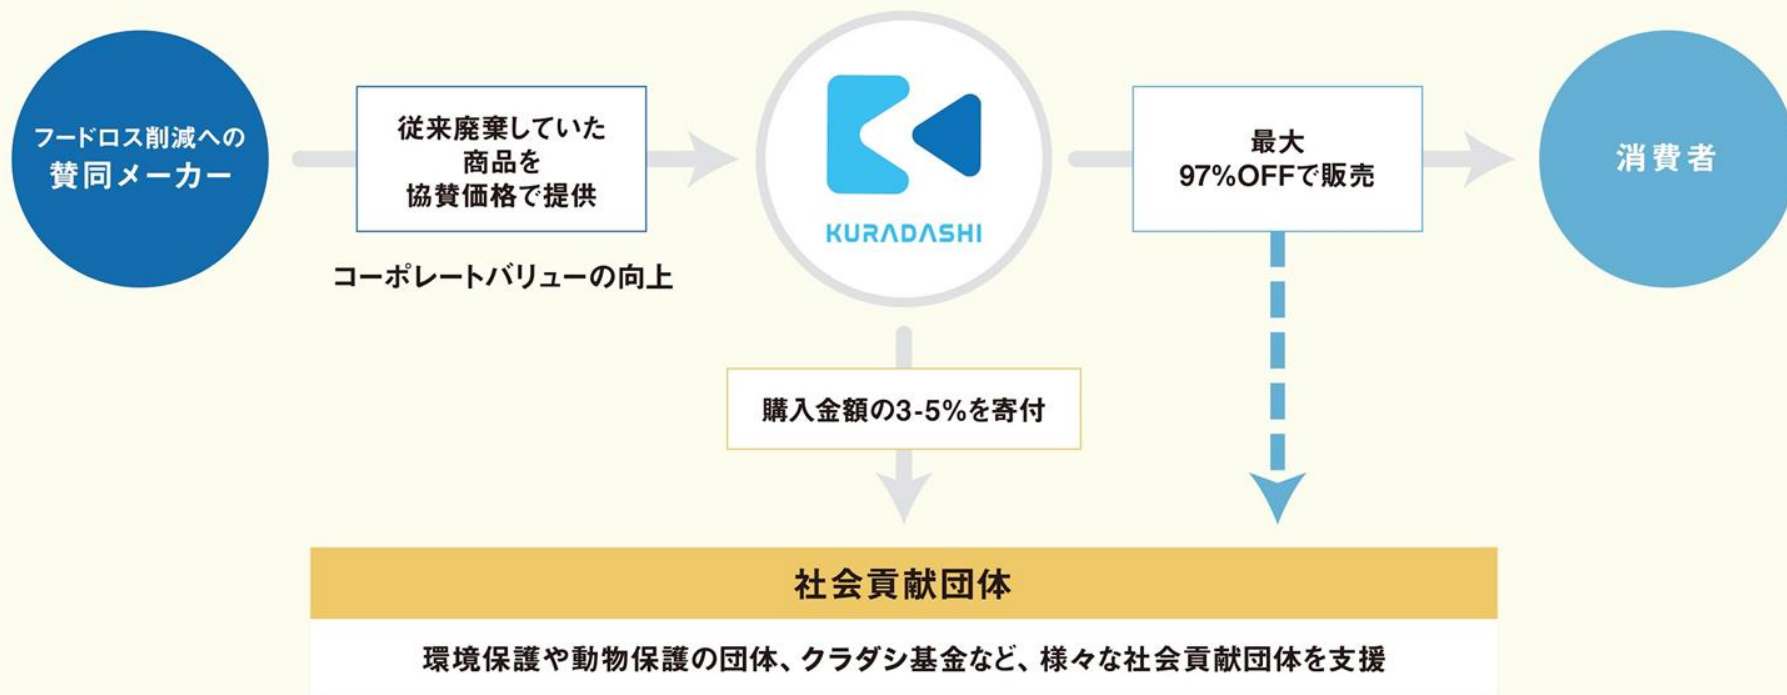 フードロス削減への
賛同メーカー
従来廃棄していた
商品を
協賛価格で提供
コーポレートバリューの向上
KURADASHI
最大
97%OFFで販売
消費者
購入金額の3-5%を寄付
社会貢献団体
環境保護や動物保護の団体、クラダシ基金など、様々な社会貢献団体を支援